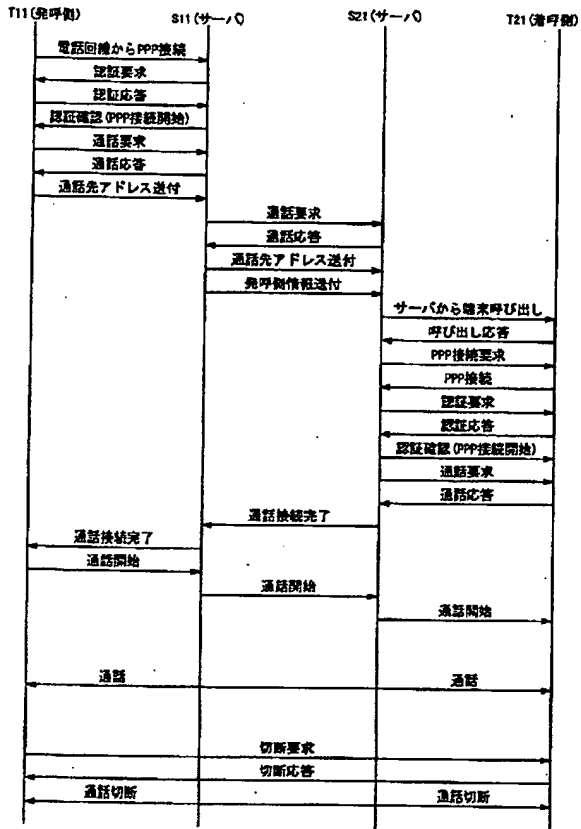 T11(発呼側) S11(サーバ) S21(サーバ) T21(着呼側)
電話回線からPPP接続
認証要求
認証応答
認証確認(PPP接続開始)
通話要求
通話応答
通話先アドレス送付
通話要求
通話応答
通話先アドレス送付
発呼側情報送付
サーバから端末呼び出し
呼び出し応答
PPP接続要求
PPP接続
認証要求
認証応答
認証確認(PPP接続開始)
通話要求
通話応答
通話接続完了
通話接続完了
通話開始
通話開始
通話開始
通話 通話
切断要求
切断応答
通話切断 通話切断